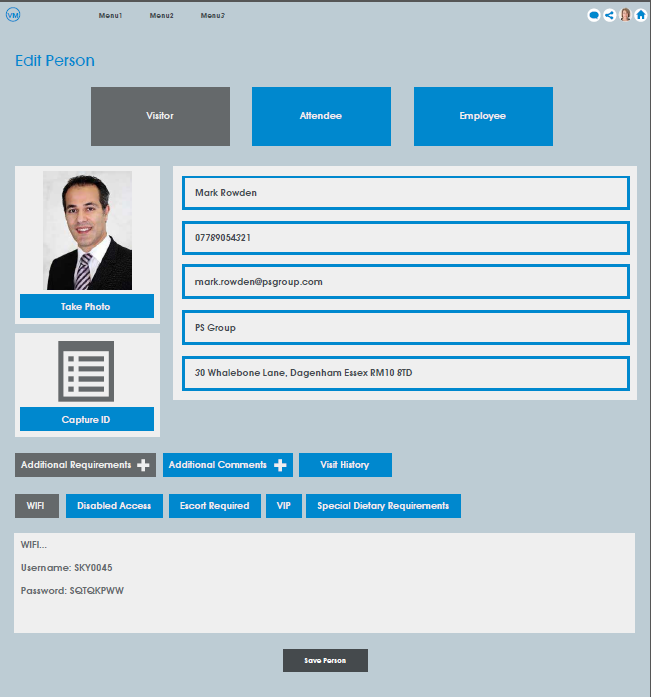 VM
Menu1 Menu2 Menu2
Edit Person
Visitor Attendee Employee
Mark Rowden
07789054321
mark.rowden@psgroup.com
PS Group
30 Whalebone Lane, Dagenham Essex RM10 8TD
Take Photo
Capture ID
Additional Requirements Additional Comments Visit History
WIFI Disabled Access Escort Required VIP Special Dietary Requirements
WIFI...
Username: SKY0045
Password: SQTQKPWW
Save Person